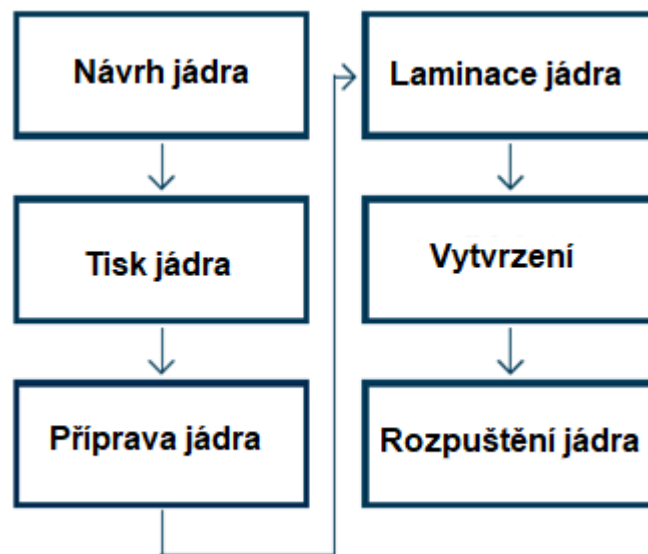 Návrh jádra
Tisk jádra
Příprava jádra
Laminace jádra
Vytvrzení
Rozpuštění jádra